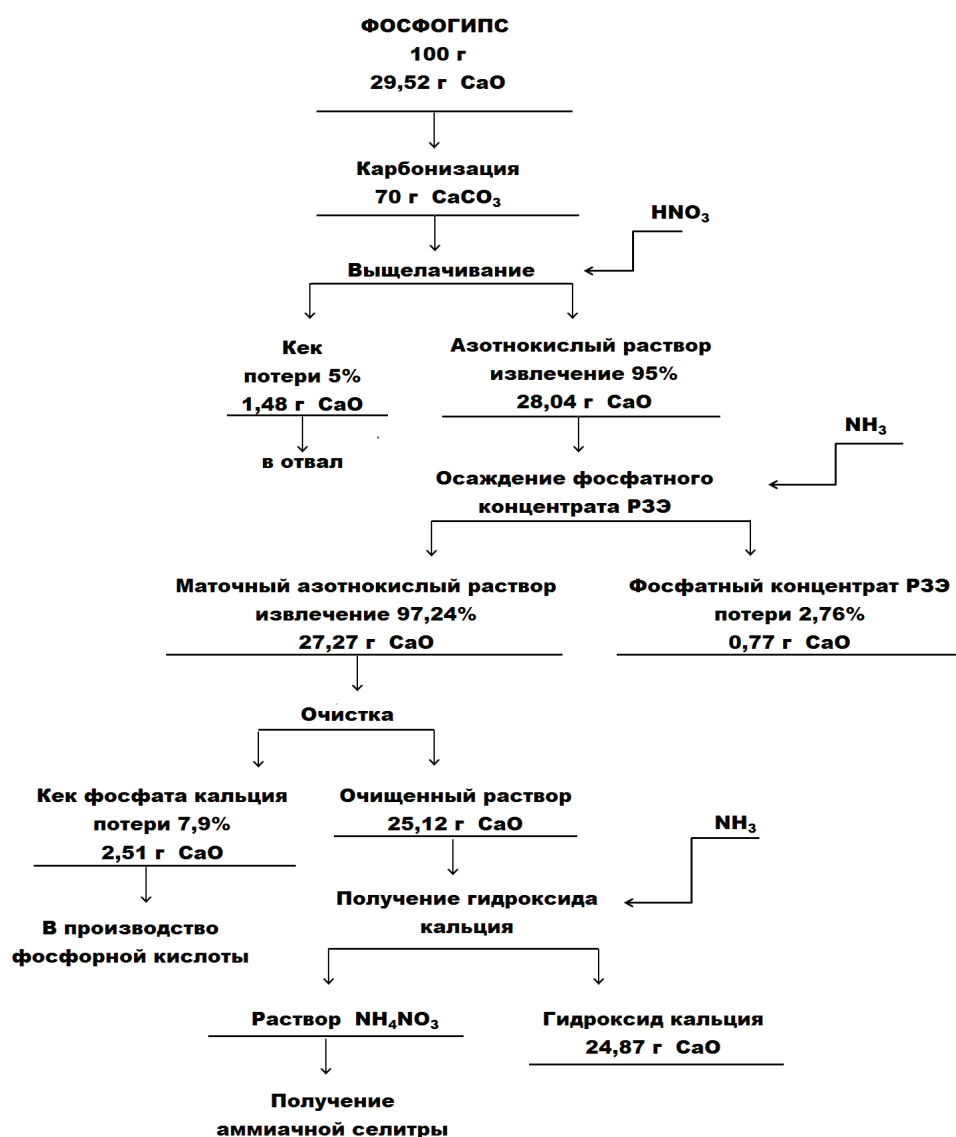 ФОСФОГИПС
100 г
29,52 г CaO
Карбонизация
70 г CaCO₃
HNO₃
Выщелачивание
Кек
потери 5%
1,48 г CaO
в отвал
Азотнокислый раствор
извлечение 95%
28,04 г CaO
NH₃
Осаждение фосфатного
концентрата РЗЭ
Маточный азотнокислый раствор
извлечение 97,24%
27,27 г CaO
Фосфатный концентрат РЗЭ
потери 2,76%
0,77 г CaO
Очистка
Кек фосфата кальция
потери 7,9%
2,51 г CaO
В производство
фосфорной кислоты
Очищенный раствор
25,12 г CaO
NH₃
Получение гидроксида
кальция
Раствор NH₄NO₃
Получение
аммиачной селитры
Гидроксид кальция
24,87 г CaO